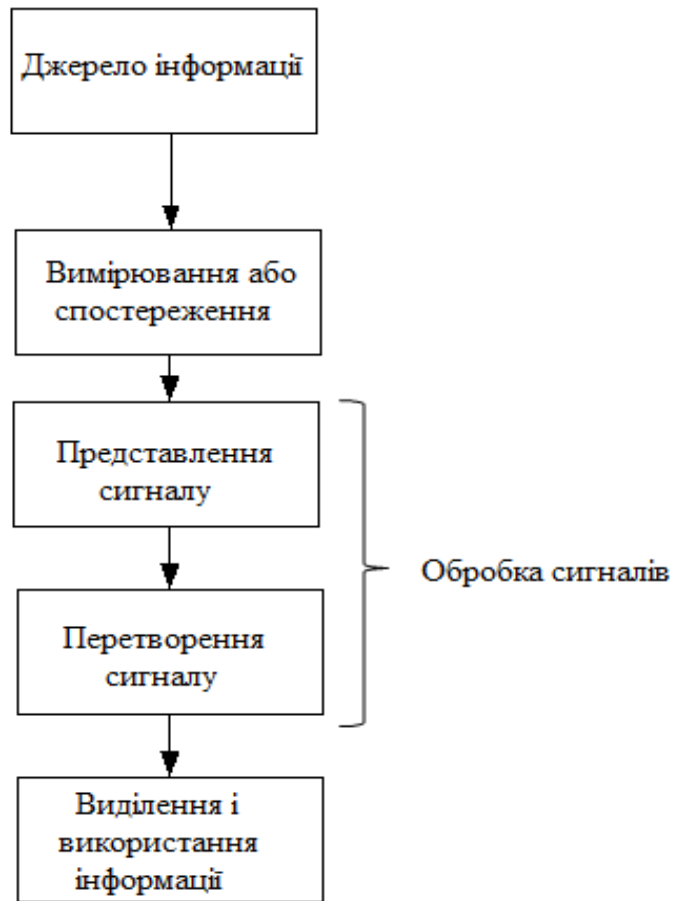 Джерело інформації
Вимірювання або
спостереження
Представлення
сигналу
Обробка сигналів
Перетворення
сигналу
Виділення і
використання
інформації